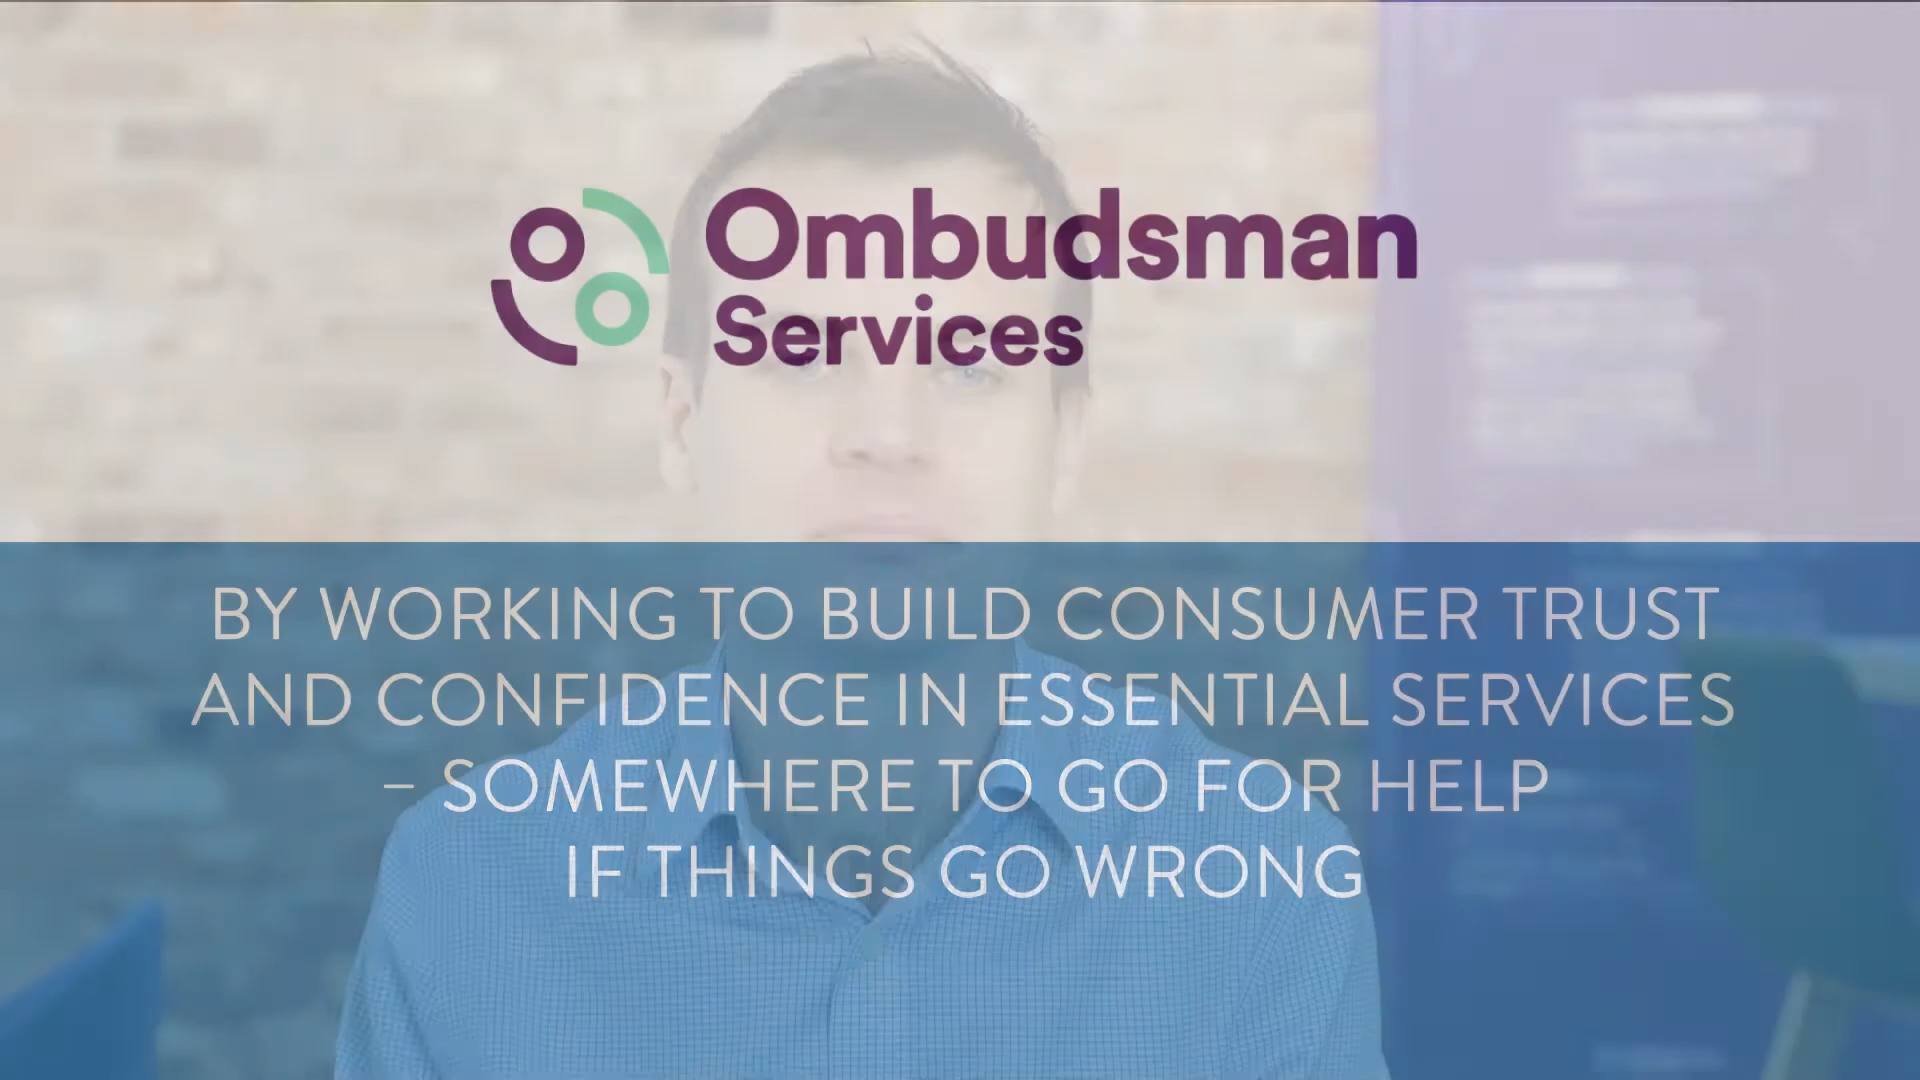 Ombudsman
Services
BY WORKING TO BUILD CONSUMER TRUST
AND CONFIDENCE IN ESSENTIAL SERVICES
– SOMEWHERE TO GO FOR HELP
IF THINGS GO WRONG